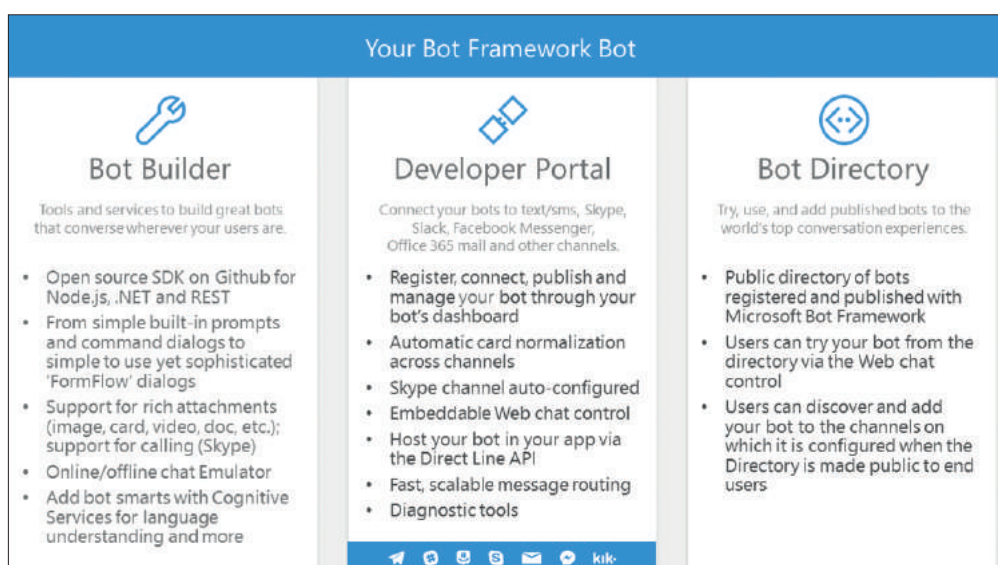 Your Bot Framework Bot
Bot Builder
Tools and services to build great bots
that converse wherever your users are.
• Open source SDK on Github for
Node.js, .NET and REST
• From simple built-in prompts
and command dialogs to
simple to use yet sophisticated
'FormFlow' dialogs
• Support for rich attachments
(image, card, video, doc, etc.);
support for calling (Skype)
• Online/offline chat Emulator
• Add bot smarts with Cognitive
Services for language
understanding and more
Developer Portal
Connect your bots to text/sms, Skype,
Slack, Facebook Messenger,
Office 365 mail and other channels.
• Register, connect, publish and
manage your bot through your
bot's dashboard
• Automatic card normalization
across channels
• Skype channel auto-configured
• Embeddable Web chat control
• Host your bot in your app via
the Direct Line API
• Fast, scalable message routing
• Diagnostic tools
kik·
Bot Directory
Try, use, and add published bots to the
world's top conversation experiences.
• Public directory of bots
registered and published with
Microsoft Bot Framework
• Users can try your bot from the
directory via the Web chat
control
• Users can discover and add
your bot to the channels on
which it is configured when the
Directory is made public to end
users